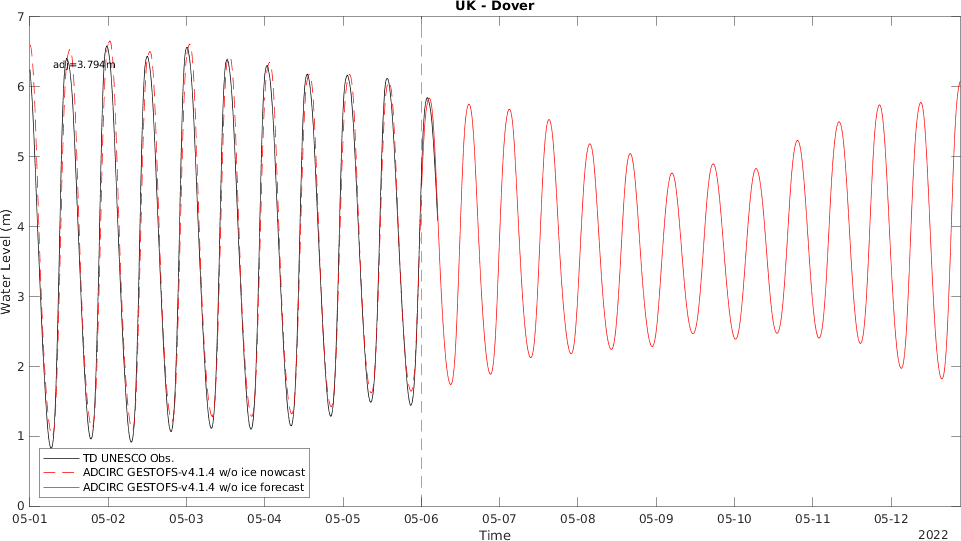 UK - Dover
7
6
5
4
3
2
1
0
Water Level (m)
adj=3.794m
TD UNESCO Obs.
ADCIRC GESTOFS-v4.1.4 w/o ice nowcast
ADCIRC GESTOFS-v4.1.4 w/o ice forecast
05-01 05-02 05-03 05-04 05-05 05-06 05-07 05-08 05-09 05-10 05-11 05-12
Time
2022